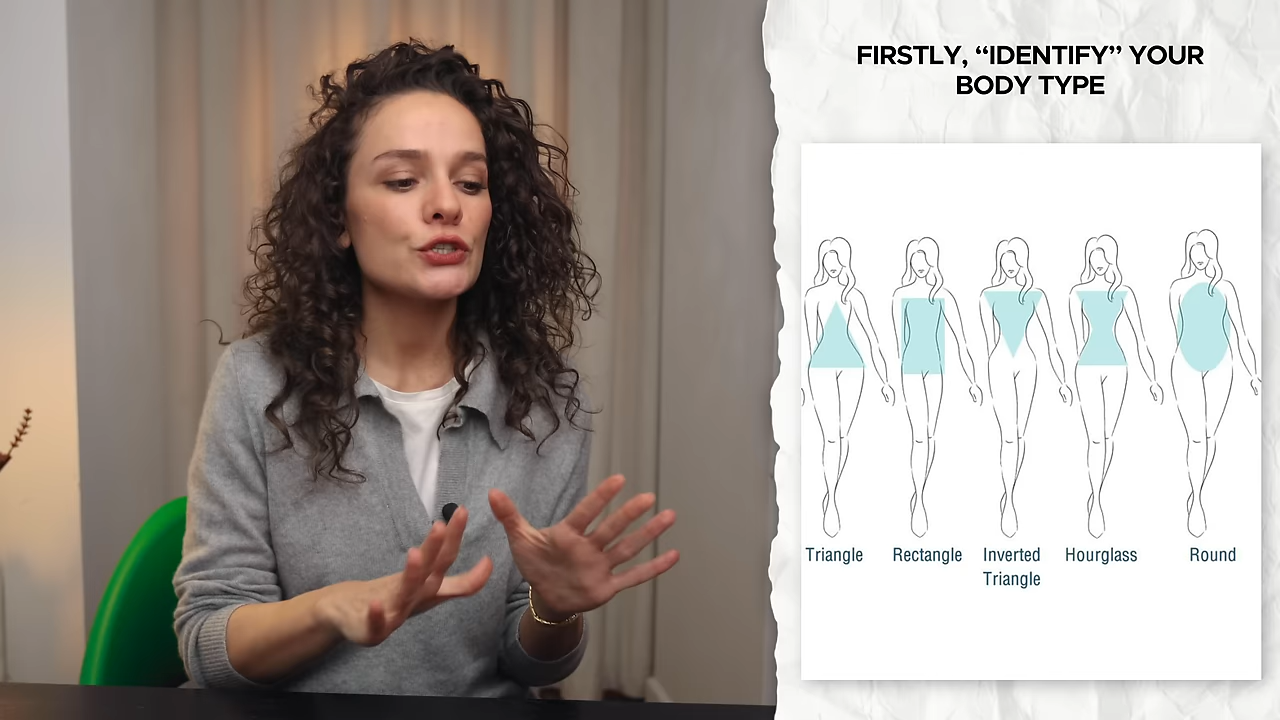 FIRSTLY, “IDENTIFY” YOUR
BODY TYPE
Triangle
Rectangle
Inverted
Triangle
Hourglass
Round